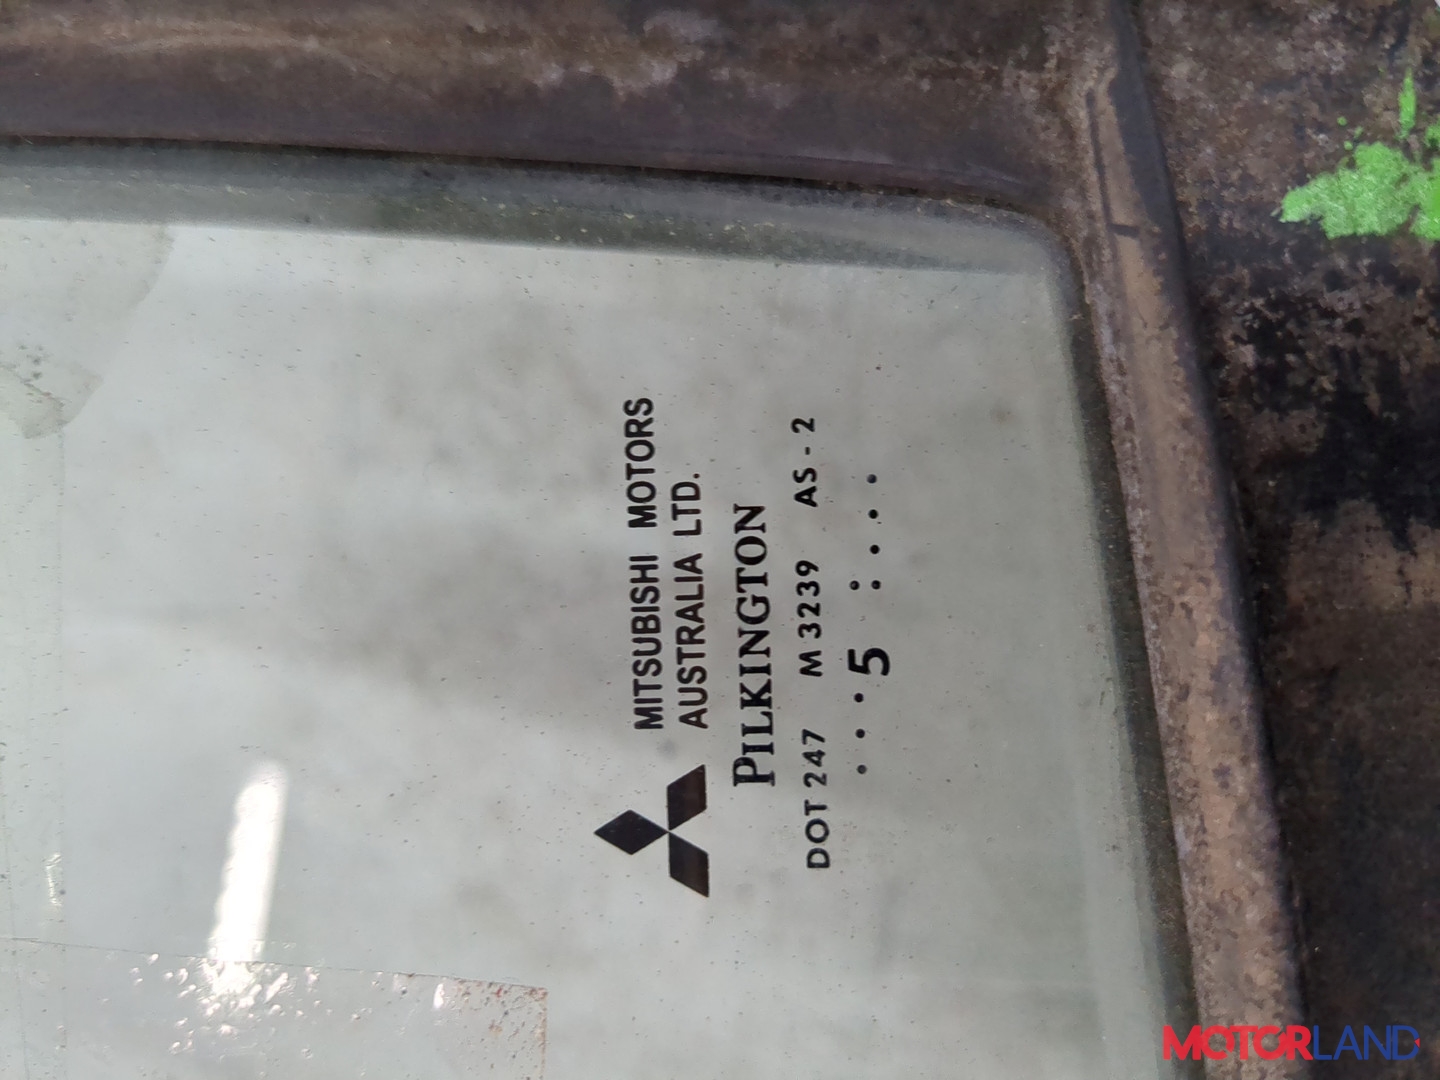 MITSUBISHI MOTORS
AUSTRALIA LTD.
PILKINGTON
DOT 247 M 3239 AS - 2
. . . 5 : . . .
MOTORLAND